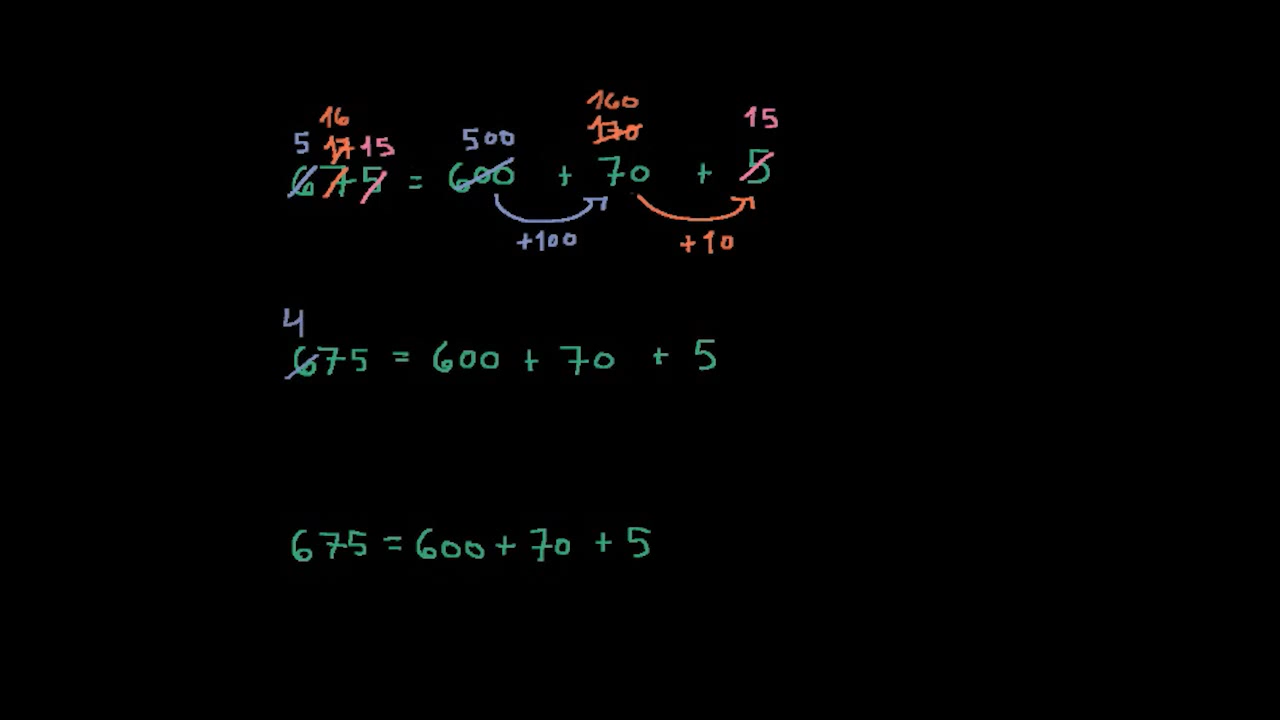 16 160 15
5 17 15 500 170
675 = 600 + 70 + 5
+100 +10
4
675 = 600 + 70 + 5
675 = 600 + 70 + 5